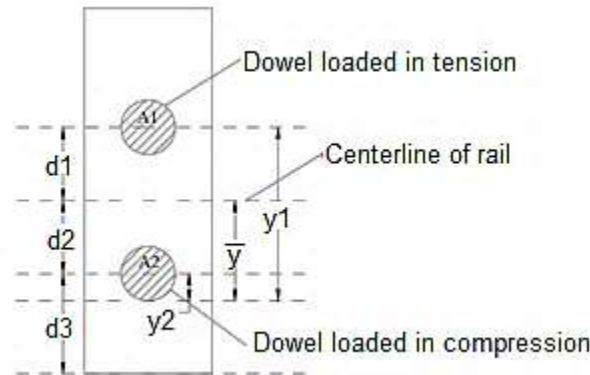 Dowel loaded in tension
A1
Centerline of rail
d1
y1
d2
y̅
A2
y2
d3
Dowel loaded in compression